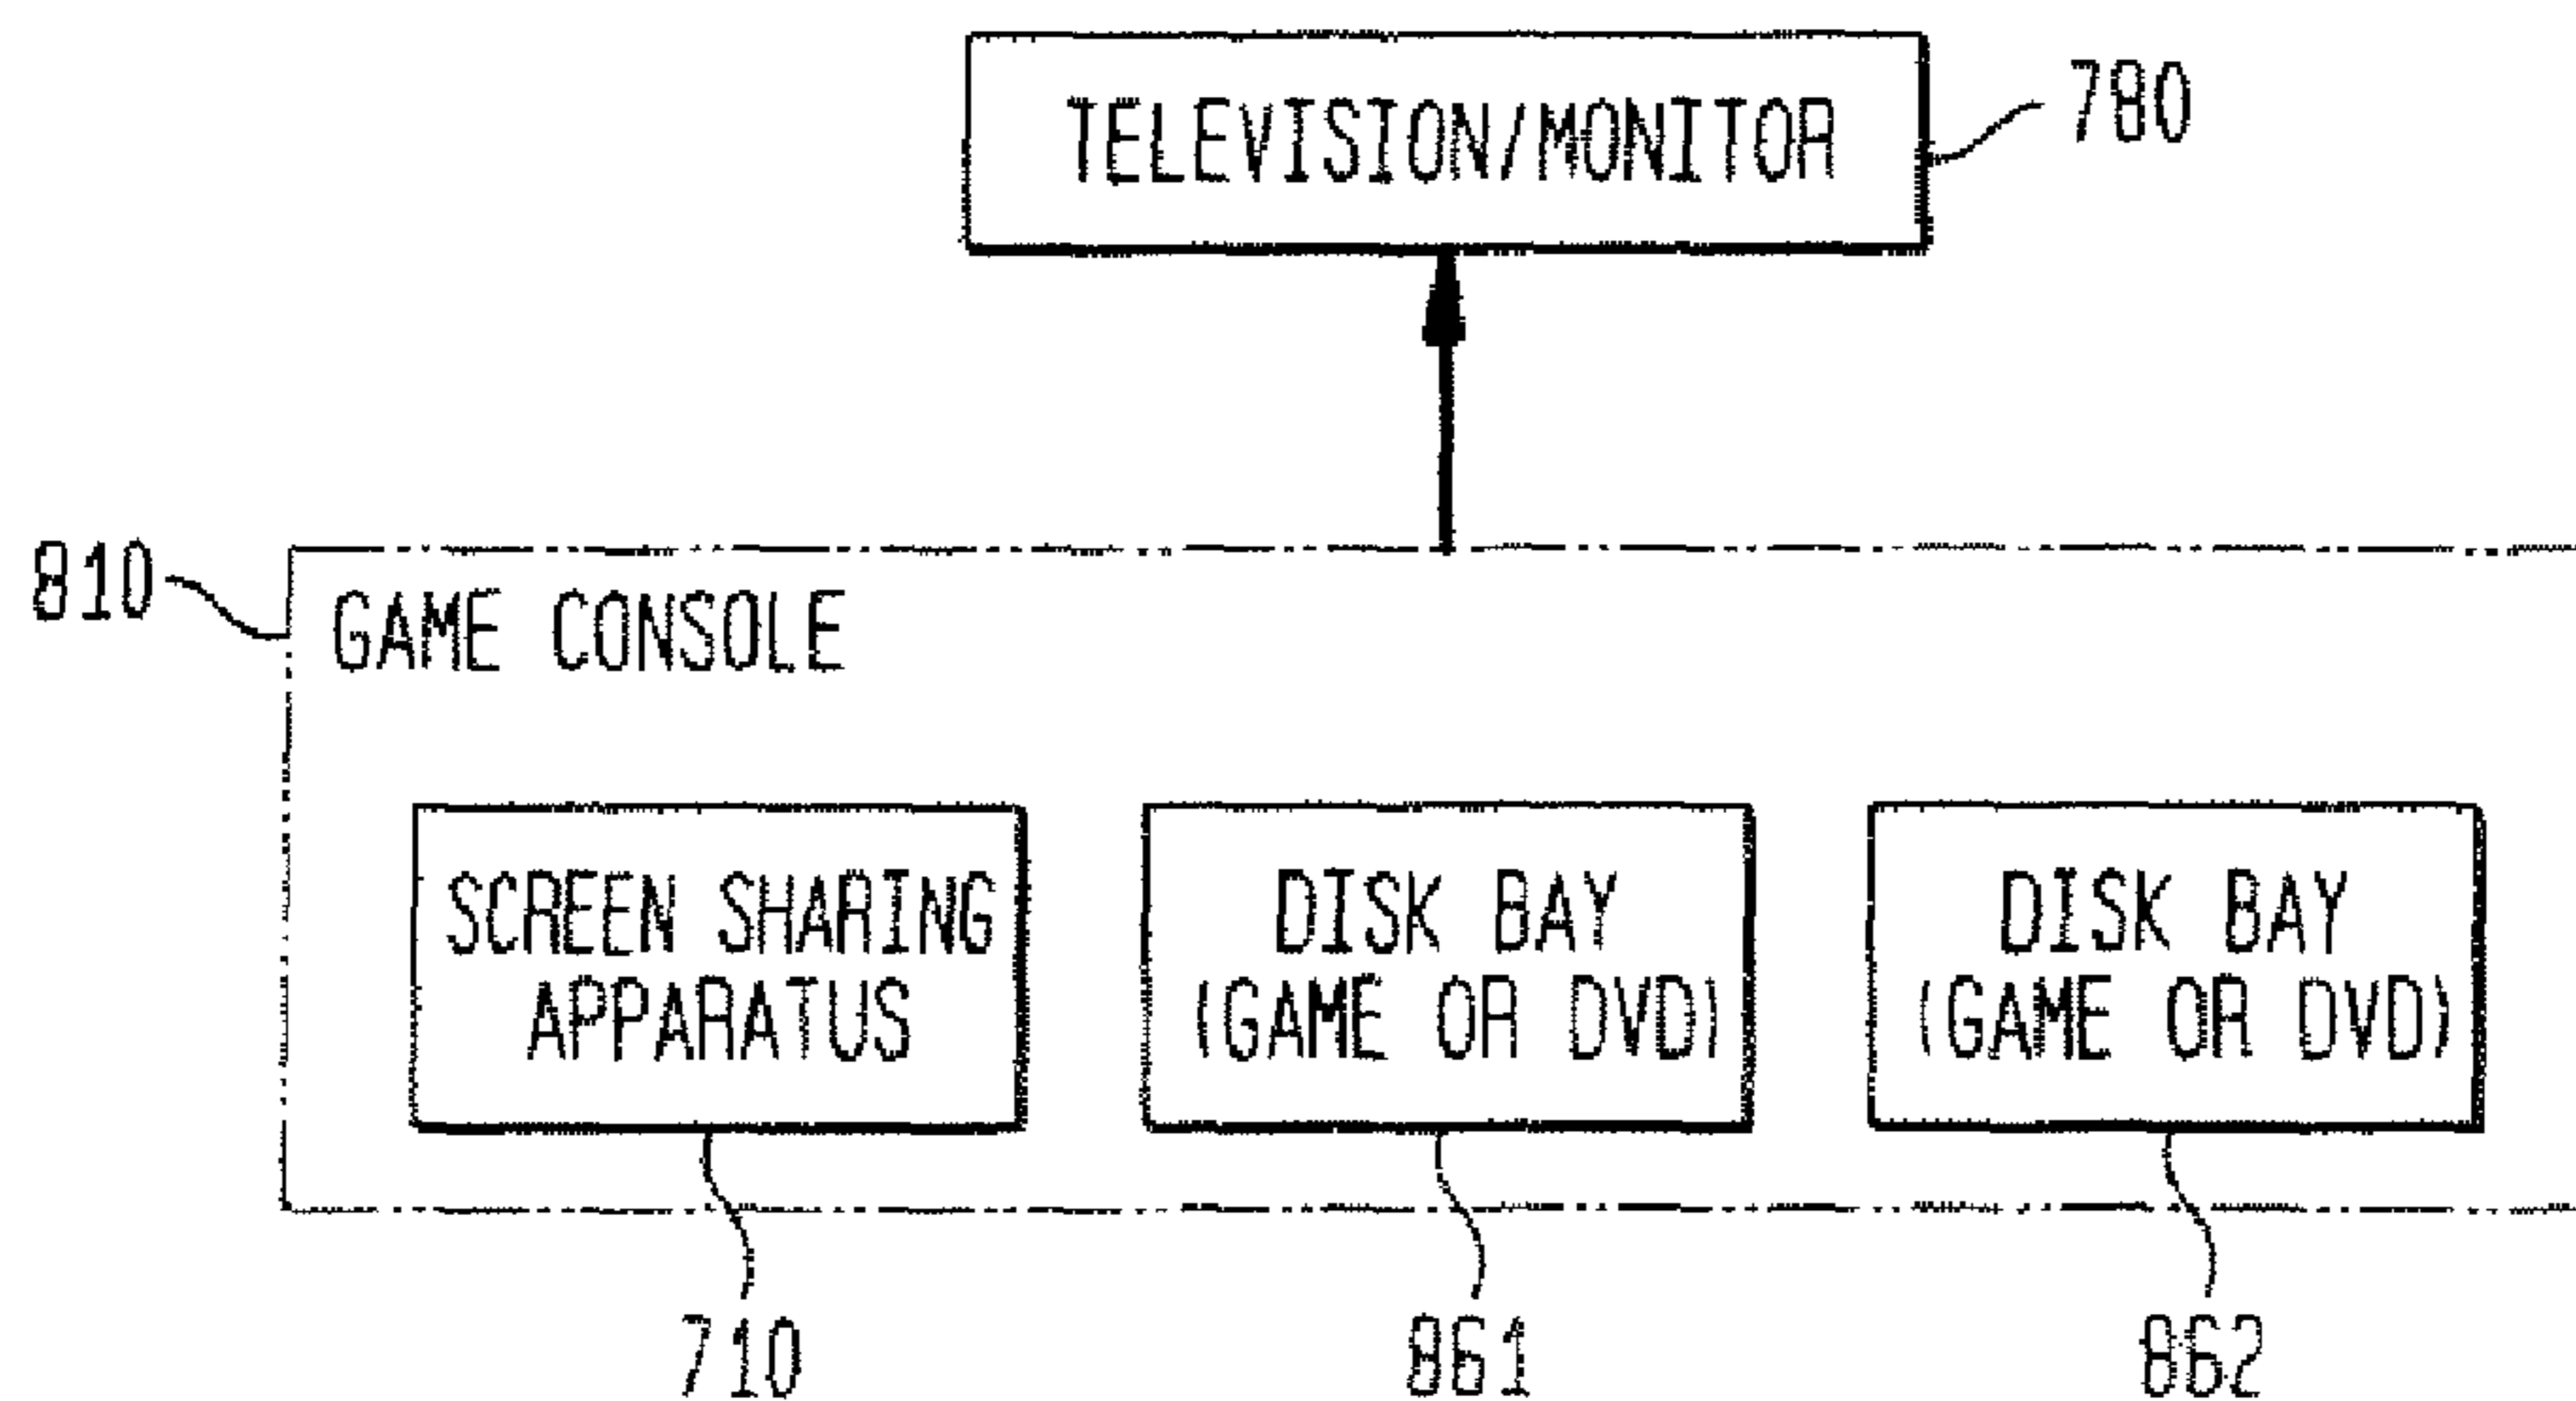 TELEVISION/MONITOR
780
810
GAME CONSOLE
SCREEN SHARING
APPARATUS
DISK BAY
(GAME OR DVD)
DISK BAY
(GAME OR DVD)
710
861
862